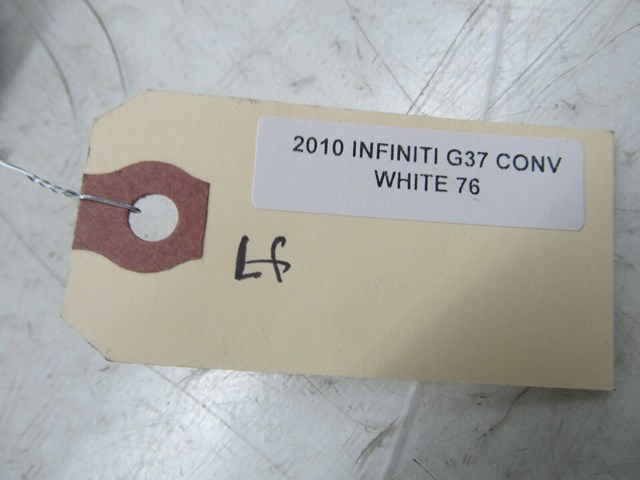 2010 INFINITI G37 CONV
WHITE 76
Lf